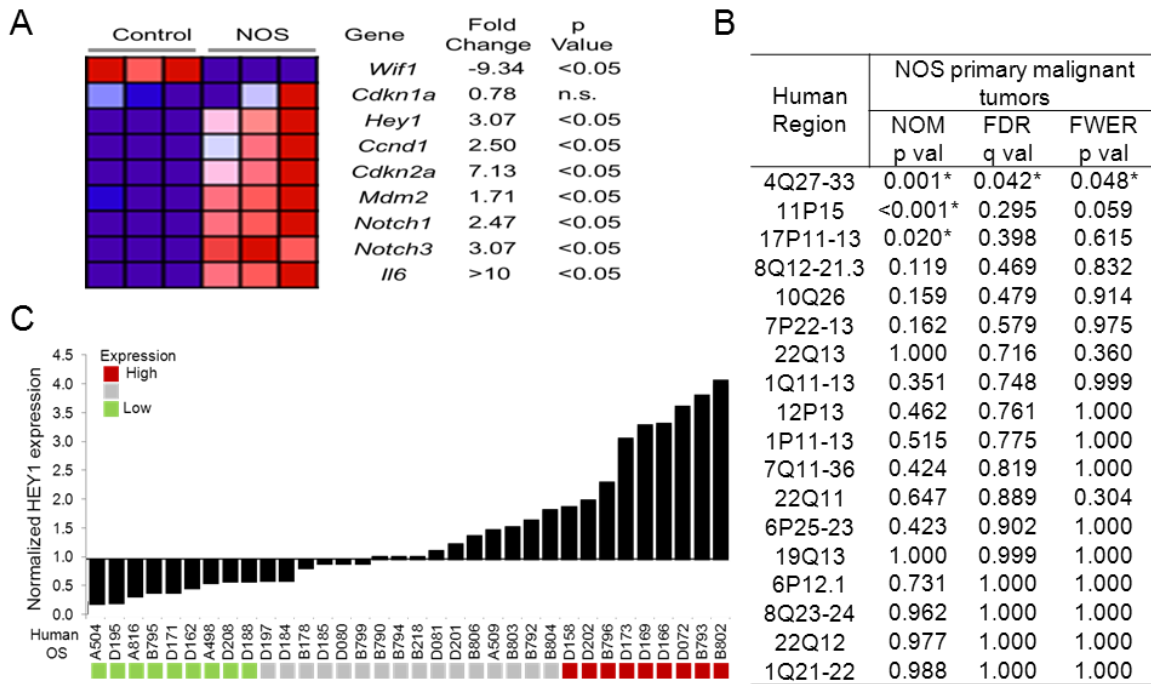 A
Control NOS Gene Fold Change p Value
Wif1 -9.34 <0.05
Cdkn1a 0.78 n.s.
Hey1 3.07 <0.05
Ccnd1 2.50 <0.05
Cdkn2a 7.13 <0.05
Mdm2 1.71 <0.05
Notch1 2.47 <0.05
Notch3 3.07 <0.05
Il6 >10 <0.05
B
Human Region
NOS primary malignant tumors
NOM p val FDR q val FWER p val
4Q27-33 0.001* 0.042* 0.048*
11P15 <0.001* 0.295 0.059
17P11-13 0.020* 0.398 0.615
8Q12-21.3 0.119 0.469 0.832
10Q26 0.159 0.479 0.914
7P22-13 0.162 0.579 0.975
22Q13 1.000 0.716 0.360
1Q11-13 0.351 0.748 0.999
12P13 0.462 0.761 1.000
1P11-13 0.515 0.775 1.000
7Q11-36 0.424 0.819 1.000
22Q11 0.647 0.889 0.304
6P25-23 0.423 0.902 1.000
19Q13 1.000 0.999 1.000
6P12.1 0.731 1.000 1.000
8Q23-24 0.962 1.000 1.000
22Q12 0.977 1.000 1.000
1Q21-22 0.988 1.000 1.000
C
Normalized HEY1 expression
4.5
4.0
3.5
3.0
2.5
2.0
1.5
1.0
0.5
0.0
Expression
High
Low
Human OS
A504 D195 A816 B795 D171 D162 A498 D208 D188 D197 D184 B178 D185 D080 B799 B790 B794 B218 D081 D201 B806 A509 B803 B792 B804 D158 D202 B796 D173 D169 D166 D072 B793 B802